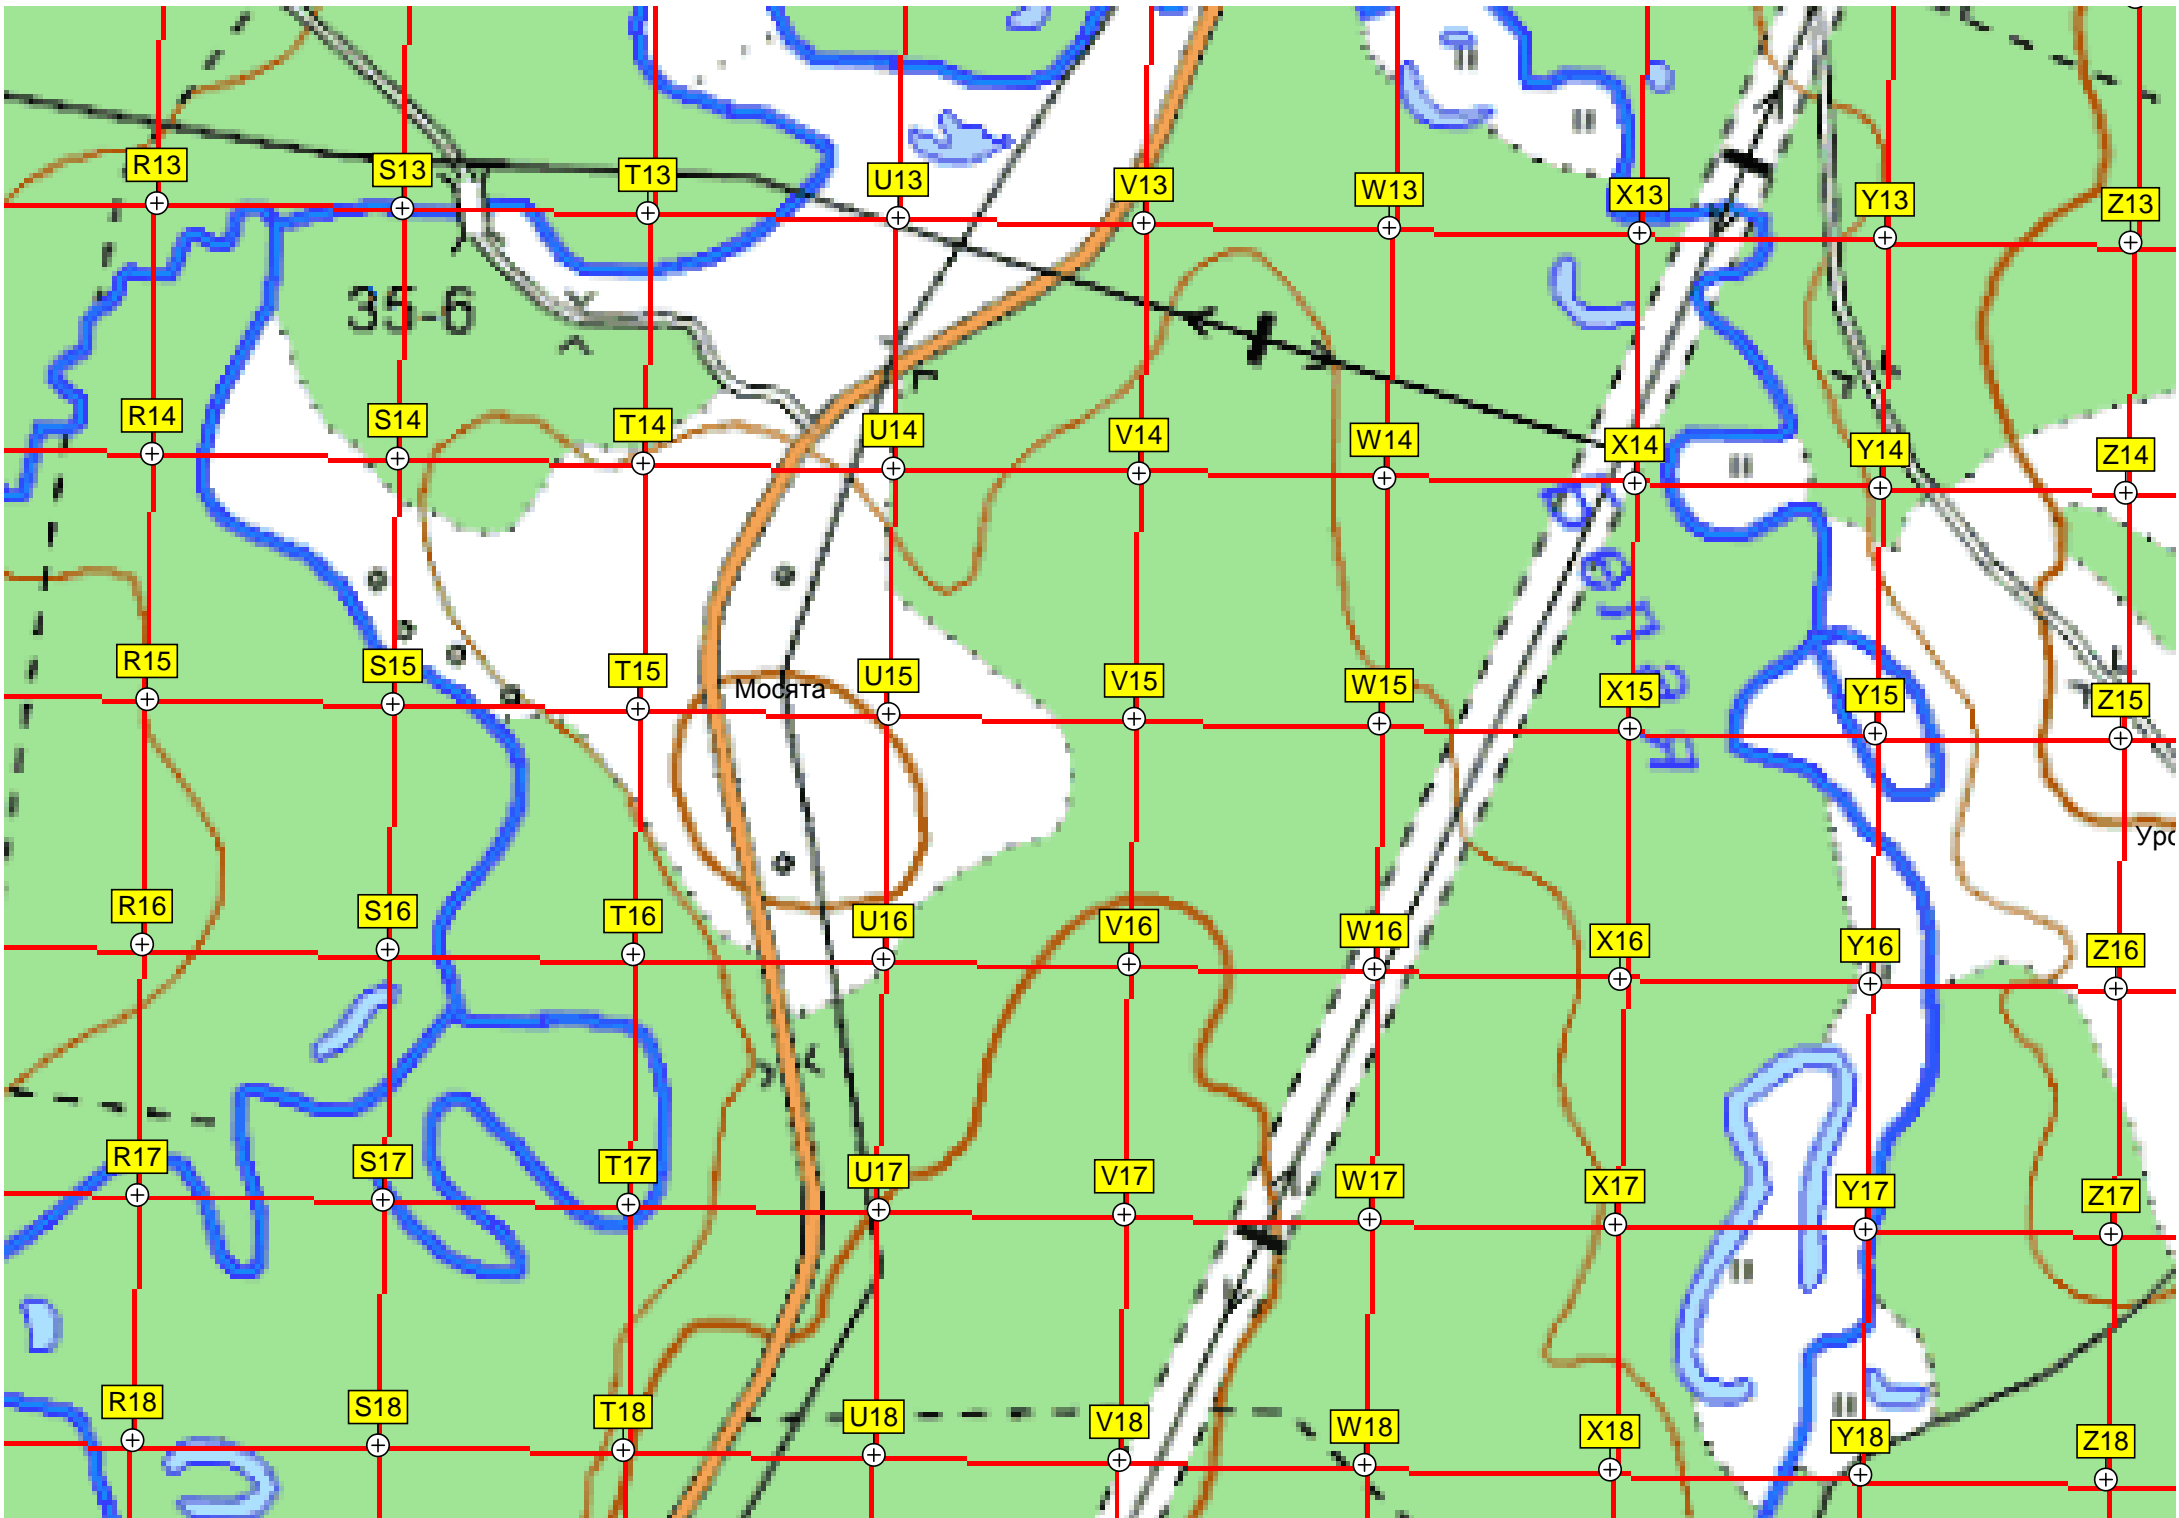 R13 S13 T13 U13 V13 W13 X13 Y13 Z13
35-6
R14 S14 T14 U14 V14 W14 X14 Y14 Z14
Белая
R15 S15 T15 U15 V15 W15 X15 Y15 Z15
Мосята
Уро
R16 S16 T16 U16 V16 W16 X16 Y16 Z16
R17 S17 T17 U17 V17 W17 X17 Y17 Z17
R18 S18 T18 U18 V18 W18 X18 Y18 Z18